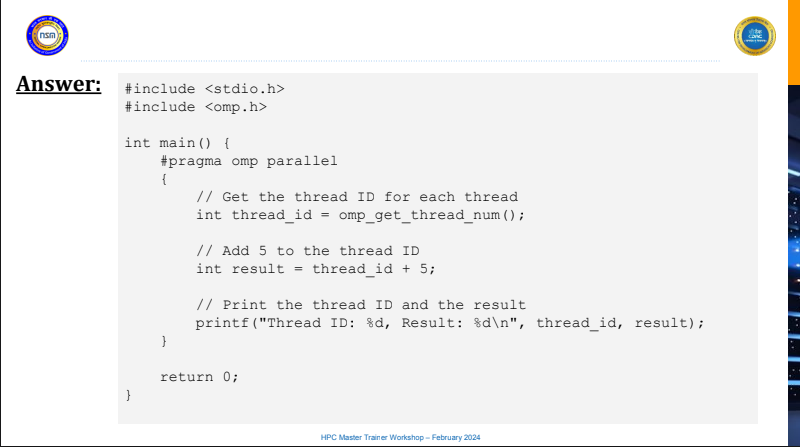 nsm
Answer:
#include <stdio.h>
#include <omp.h>
int main() {
    #pragma omp parallel
    {
        // Get the thread ID for each thread
        int thread_id = omp_get_thread_num();
        // Add 5 to the thread ID
        int result = thread_id + 5;
        // Print the thread ID and the result
        printf("Thread ID: %d, Result: %d\n", thread_id, result);
    }
    return 0;
}
HPC Master Trainer Workshop – February 2024